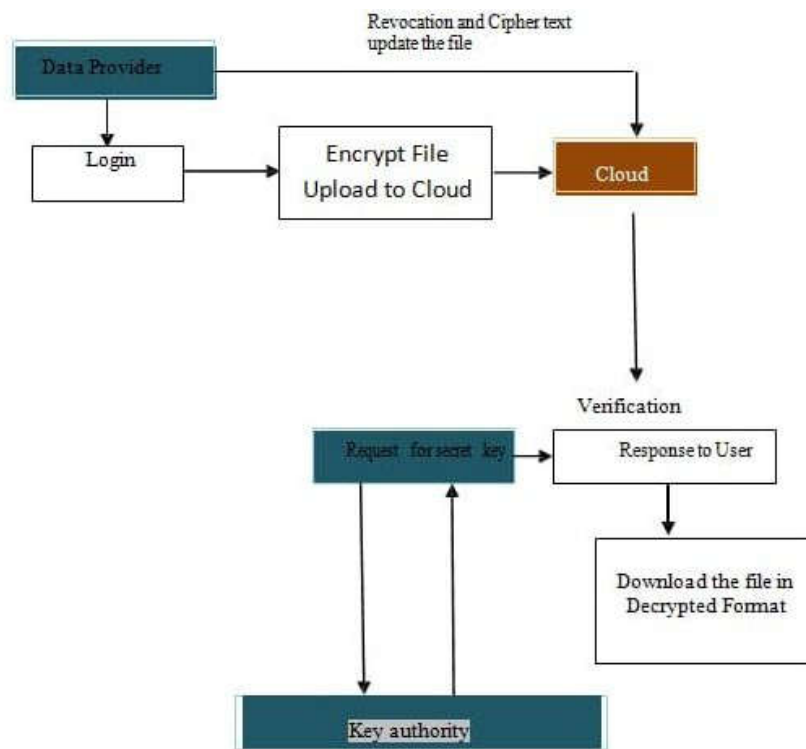 Revocation and Cipher text
update the file
Data Provider
Login
Encrypt File
Upload to Cloud
Cloud
Verification
Request for secret key
Response to User
Download the file in
Decrypted Format
Key authority